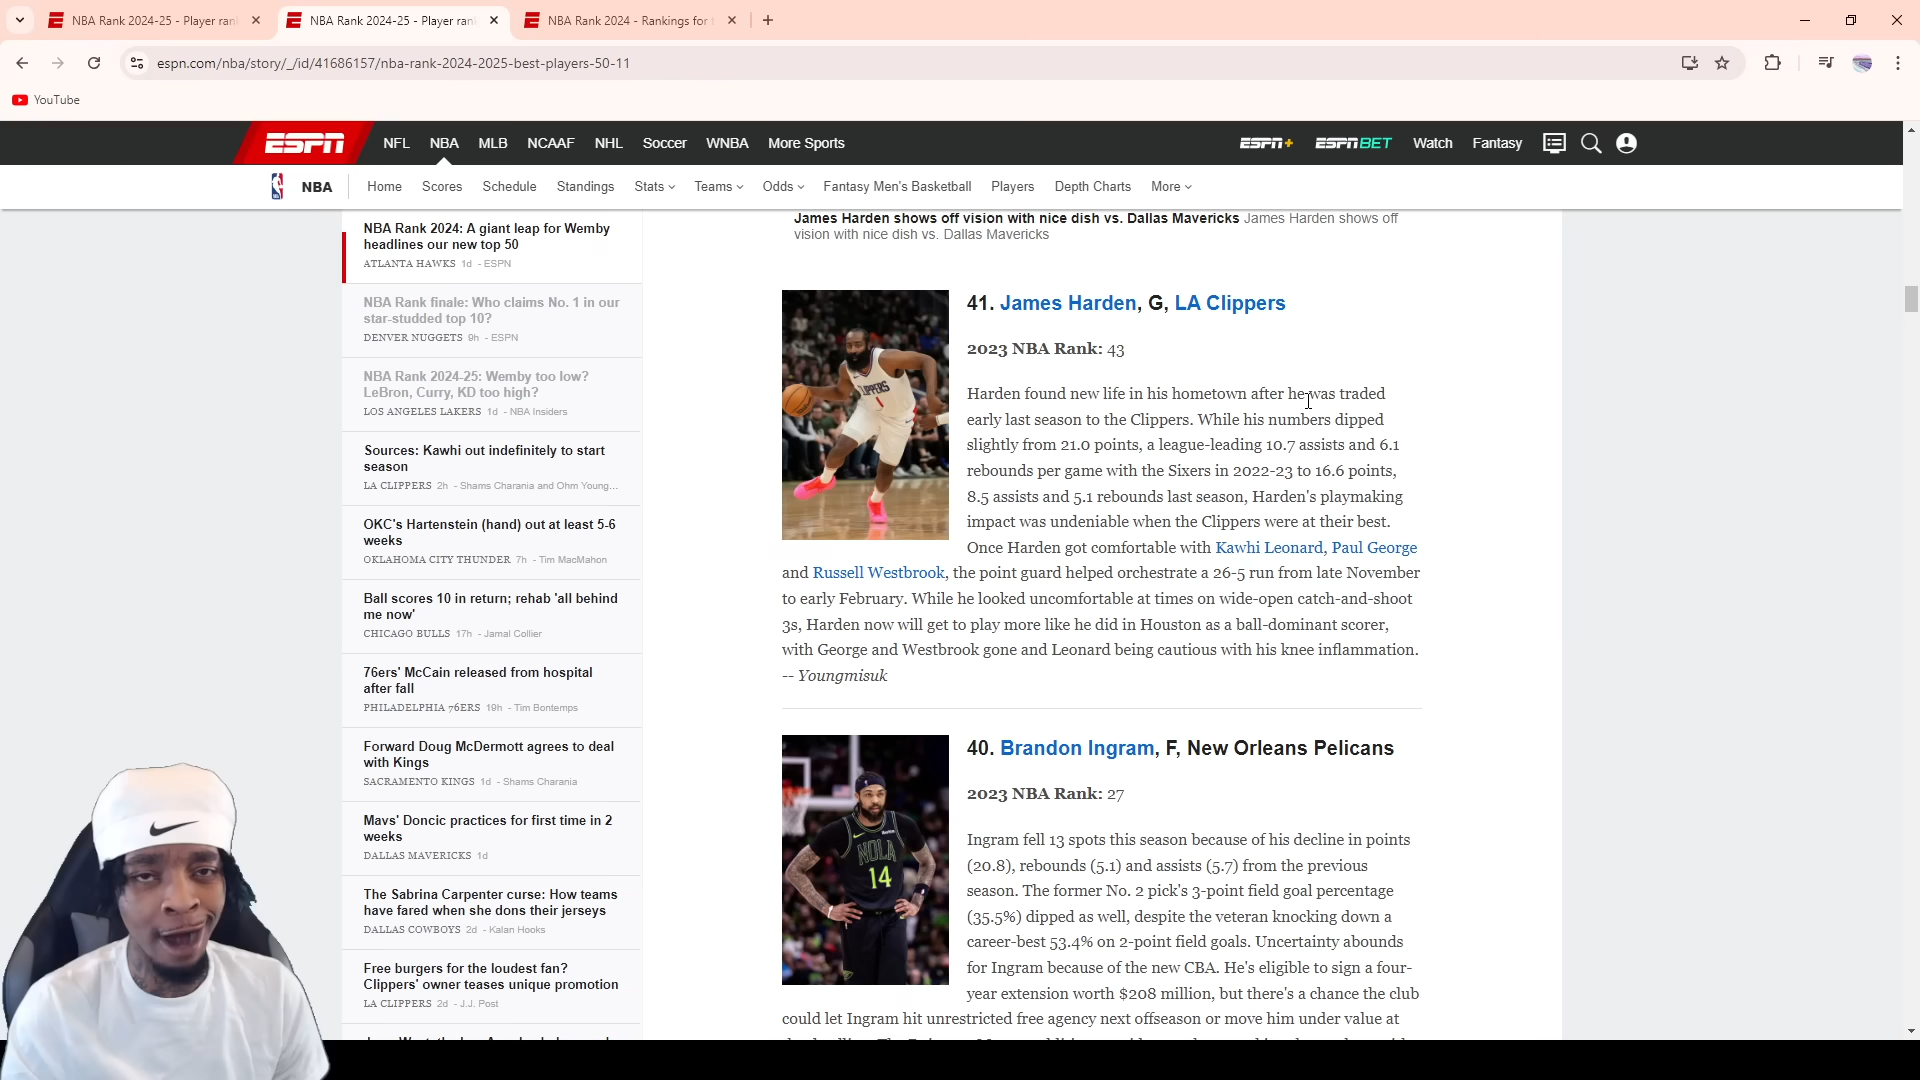 NBA Rank 2024-25 - Player ran
NBA Rank 2024-25 - Player rank
NBA Rank 2024 - Rankings for t
espn.com/nba/story/_/id/41686157/nba-rank-2024-2025-best-players-50-11
YouTube
ESPN NFL NBA MLB NCAAF NHL Soccer WNBA More Sports ESPN+ ESPN BET Watch Fantasy
NBA Home Scores Schedule Standings Stats Teams Odds Fantasy Men's Basketball Players Depth Charts More
NBA Rank 2024: A giant leap for Wemby
headlines our new top 50
ATLANTA HAWKS 1d - ESPN
NBA Rank finale: Who claims No. 1 in our
star-studded top 10?
DENVER NUGGETS 9h - ESPN
NBA Rank 2024-25: Wemby too low?
LeBron, Curry, KD too high?
LOS ANGELES LAKERS 1d - NBA Insiders
Sources: Kawhi out indefinitely to start
season
LA CLIPPERS 2h - Shams Charania and Ohm Young...
OKC's Hartenstein (hand) out at least 5-6
weeks
OKLAHOMA CITY THUNDER 7h - Tim MacMahon
Ball scores 10 in return; rehab 'all behind
me now'
CHICAGO BULLS 17h - Jamal Collier
76ers' McCain released from hospital
after fall
PHILADELPHIA 76ERS 19h - Tim Bontemps
Forward Doug McDermott agrees to deal
with Kings
SACRAMENTO KINGS 1d - Shams Charania
Mavs' Doncic practices for first time in 2
weeks
DALLAS MAVERICKS 1d
The Sabrina Carpenter curse: How teams
have fared when she dons their jerseys
DALLAS COWBOYS 2d - Kalan Hooks
Free burgers for the loudest fan?
Clippers' owner teases unique promotion
LA CLIPPERS 2d - J.J. Post
James Harden shows off vision with nice dish vs. Dallas Mavericks James Harden shows off
vision with nice dish vs. Dallas Mavericks
41. James Harden, G, LA Clippers
2023 NBA Rank: 43
Harden found new life in his hometown after he was traded
early last season to the Clippers. While his numbers dipped
slightly from 21.0 points, a league-leading 10.7 assists and 6.1
rebounds per game with the Sixers in 2022-23 to 16.6 points,
8.5 assists and 5.1 rebounds last season, Harden's playmaking
impact was undeniable when the Clippers were at their best.
Once Harden got comfortable with Kawhi Leonard, Paul George
and Russell Westbrook, the point guard helped orchestrate a 26-5 run from late November
to early February. While he looked uncomfortable at times on wide-open catch-and-shoot
3s, Harden now will get to play more like he did in Houston as a ball-dominant scorer,
with George and Westbrook gone and Leonard being cautious with his knee inflammation.
-- Youngmisuk
CLIPPERS
1
40. Brandon Ingram, F, New Orleans Pelicans
2023 NBA Rank: 27
Ingram fell 13 spots this season because of his decline in points
(20.8), rebounds (5.1) and assists (5.7) from the previous
season. The former No. 2 pick's 3-point field goal percentage
(35.5%) dipped as well, despite the veteran knocking down a
career-best 53.4% on 2-point field goals. Uncertainty abounds
for Ingram because of the new CBA. He's eligible to sign a four-
year extension worth $208 million, but there's a chance the club
could let Ingram hit unrestricted free agency next offseason or move him under value at
NOLA
14